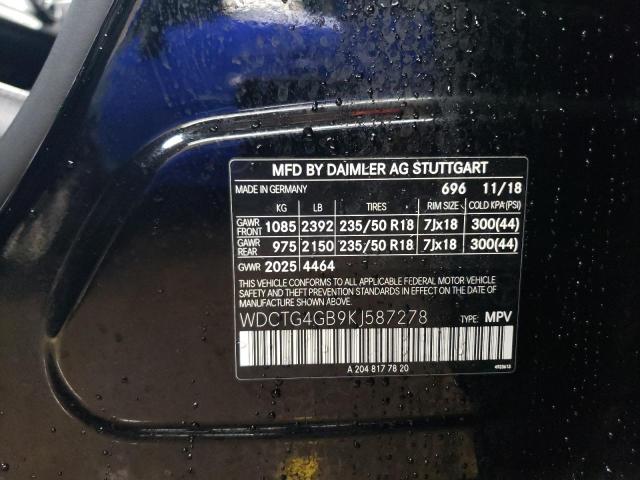 MFD BY DAIMLER AG STUTTGART
MADE IN GERMANY 696 11/18
KG LB TIRES RIM SIZE COLD KPA(PSI)
GAWR FRONT 1085 2392 235/50 R18 7Jx18 300(44)
GAWR REAR 975 2150 235/50 R18 7Jx18 300(44)
GVWR 2025 4464
THIS VEHICLE CONFORMS TO ALL APPLICABLE FEDERAL MOTOR VEHICLE
SAFETY AND THEFT PREVENTION STANDARDS IN EFFECT ON THE DATE
OF MANUFACTURE SHOWN ABOVE.
WDCTG4GB9KJ587278 TYPE: MPV
A 204 817 78 20